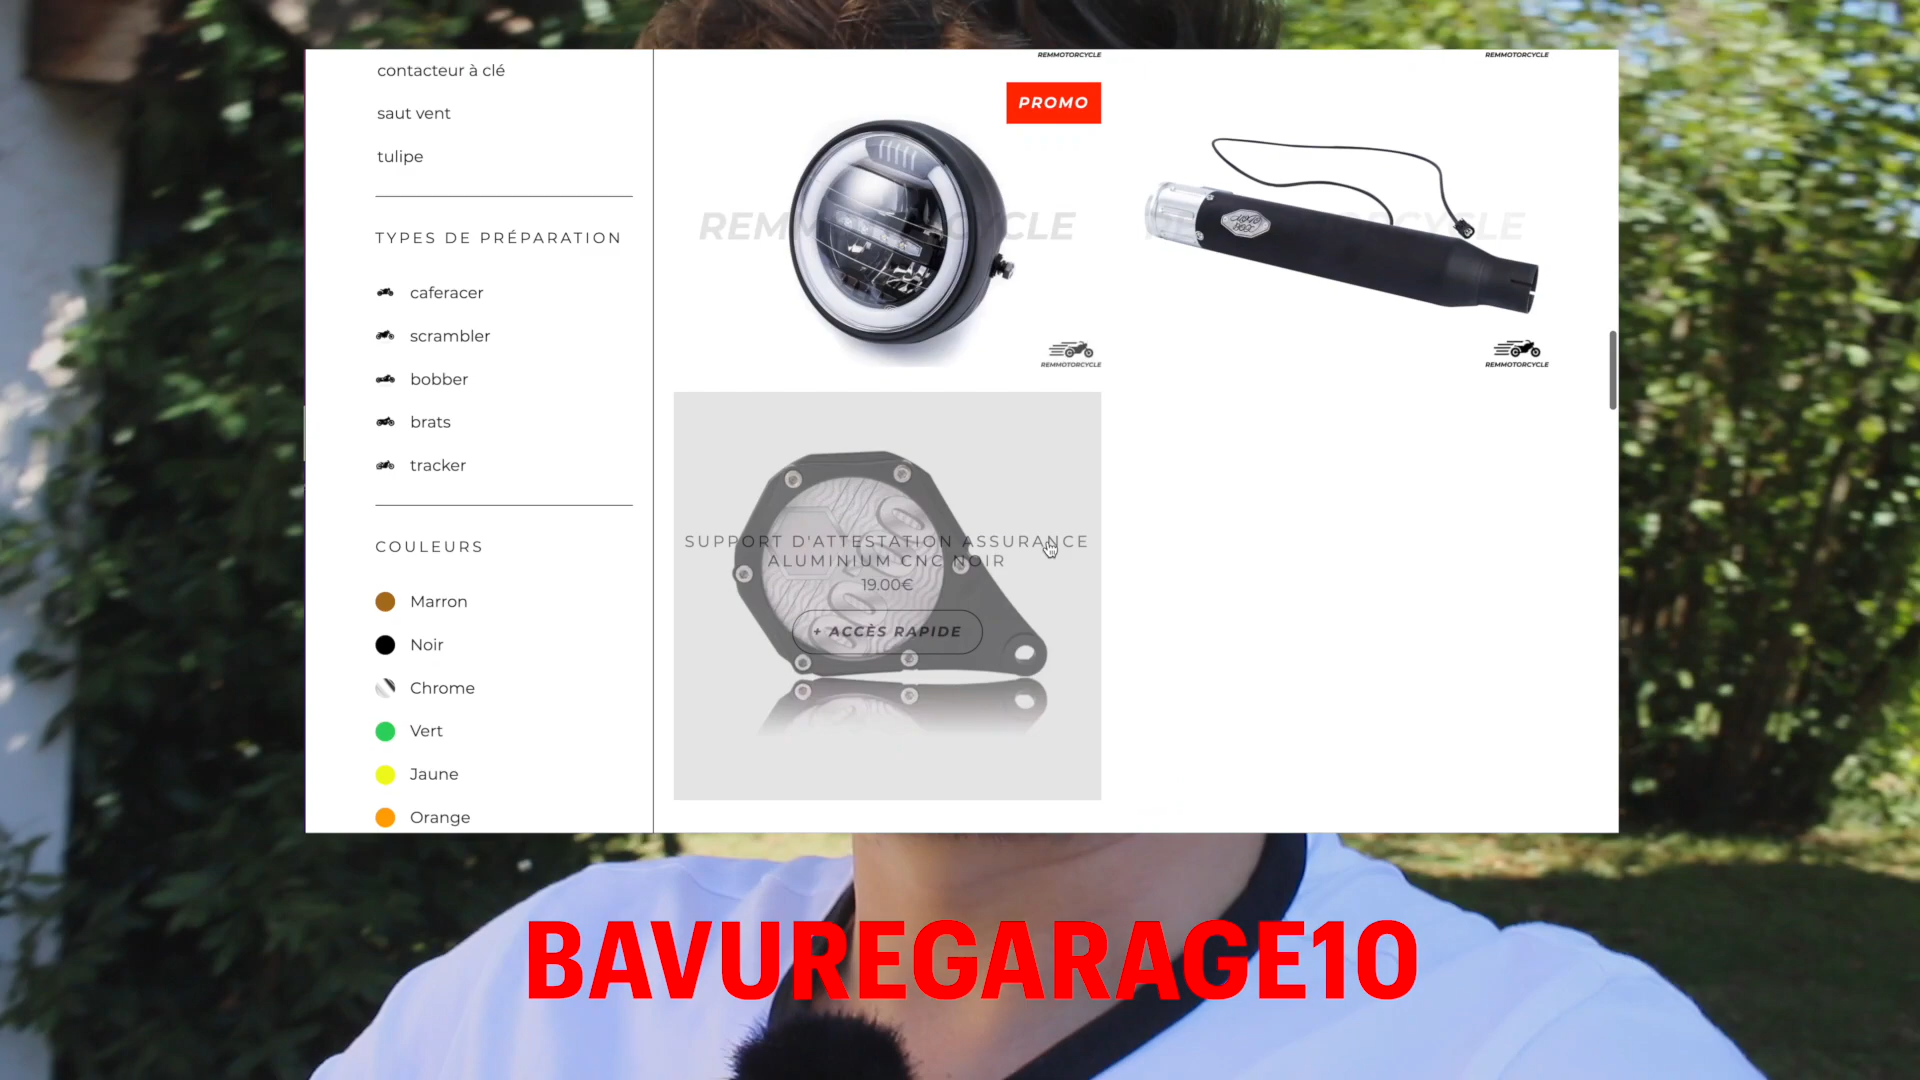 contacteur à clé
saut vent
tulipe
TYPES DE PRÉPARATION
caferacer
scrambler
bobber
brats
tracker
COULEURS
Marron
Noir
Chrome
Vert
Jaune
Orange
REMMOTORCYCLE
REMMOTORCYCLE
PROMO
REMMOTORCYCLE
REMMOTORCYCLE
SUPPORT D'ATTESTATION ASSURANCE
ALUMINIUM CNC NOIR
19.00€
+ ACCÈS RAPIDE
BAVUREGARAGE10